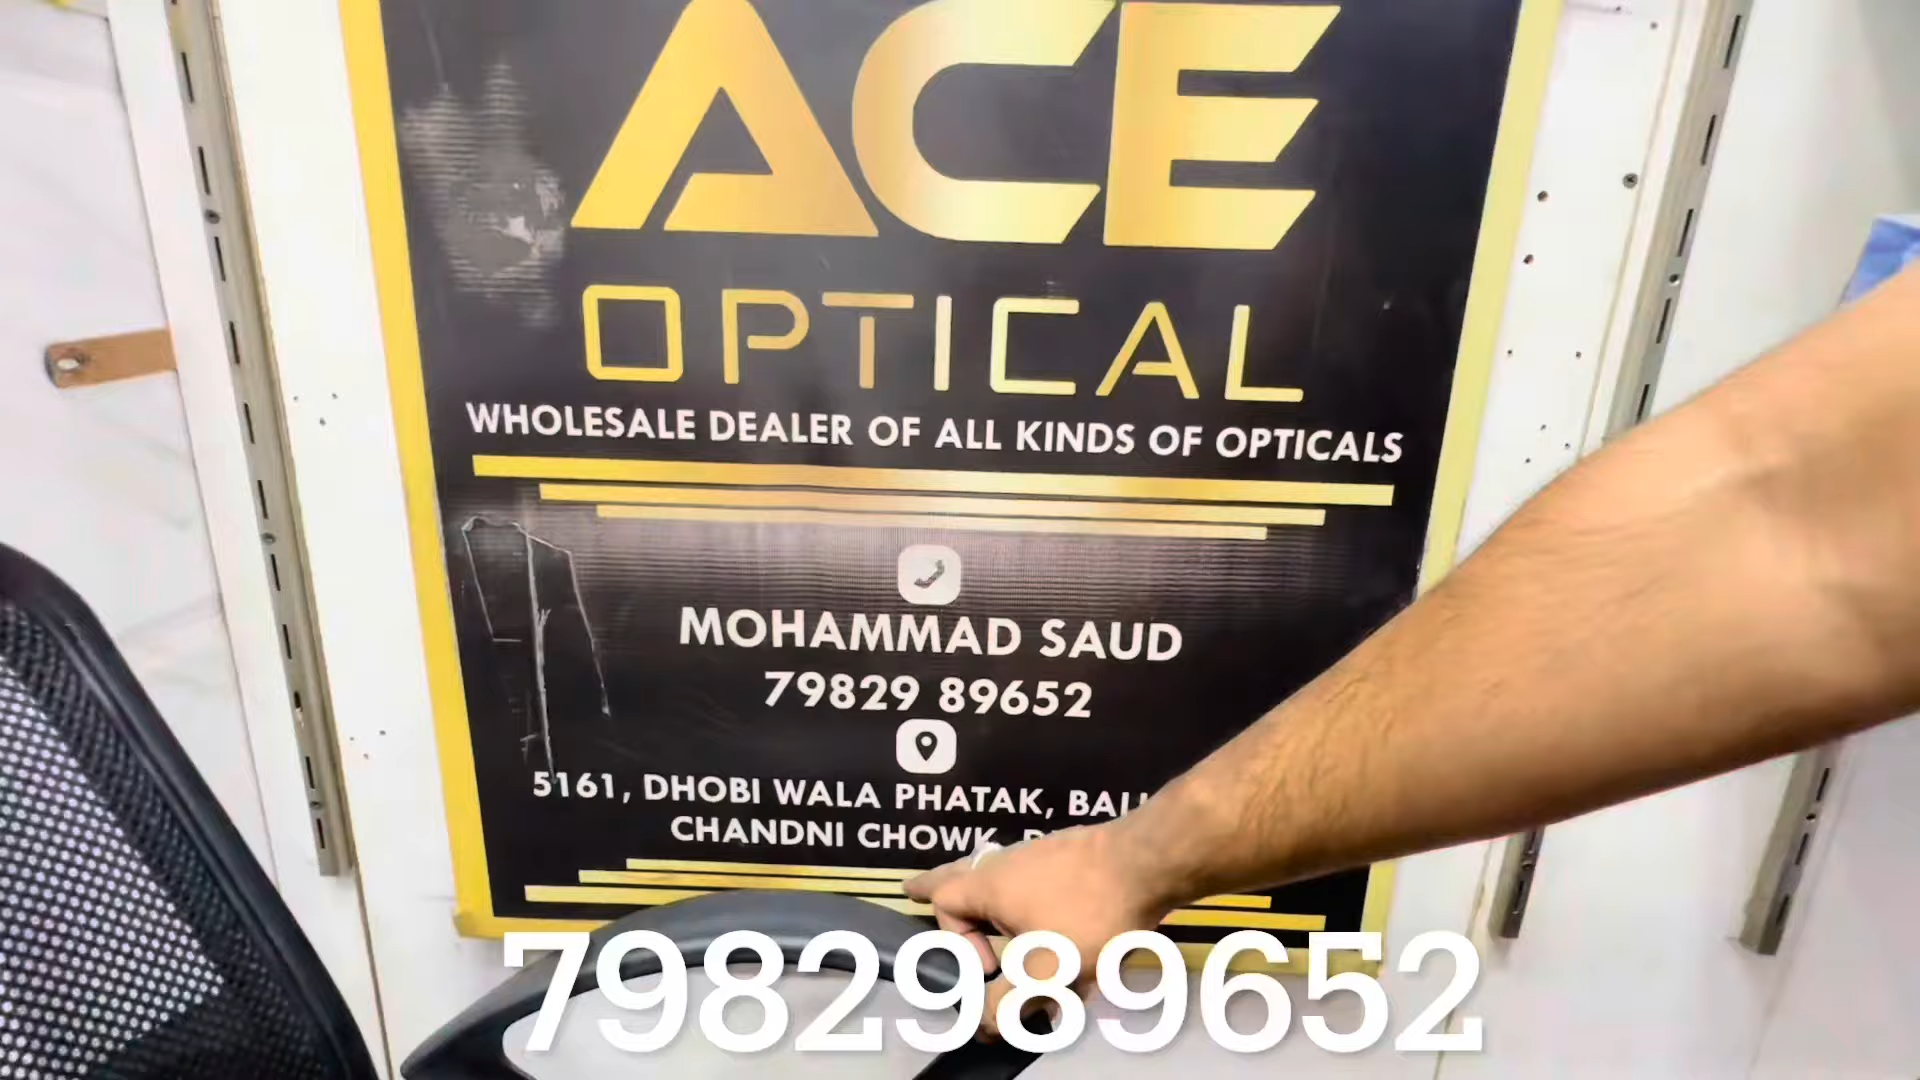 ACE
OPTICAL
WHOLESALE DEALER OF ALL KINDS OF OPTICALS
MOHAMMAD SAUD
79829 89652
5161, DHOBI WALA PHATAK,
CHANDNI CHOWK,
7982989652